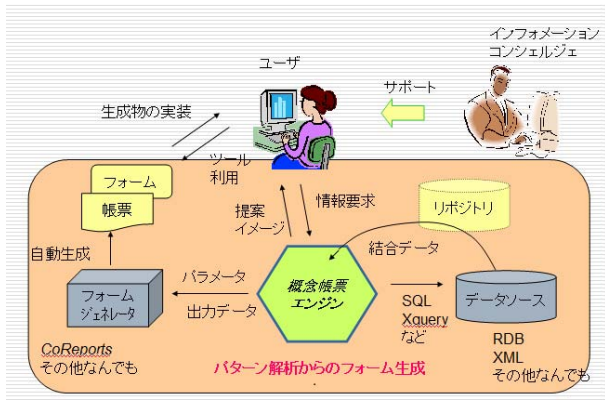 インフォメーション
コンシェルジェ
ユーザ
サポート
生成物の実装
ツール
利用
フォーム
帳票
提案
イメージ
情報要求
リポジトリ
自動生成
結合データ
パラメータ
出力データ
フォーム
ジェネレータ
概念帳票
エンジン
SQL
Xquery
など
データソース
RDB
XML
その他なんでも
CoReports
その他なんでも
パターン解析からのフォーム生成